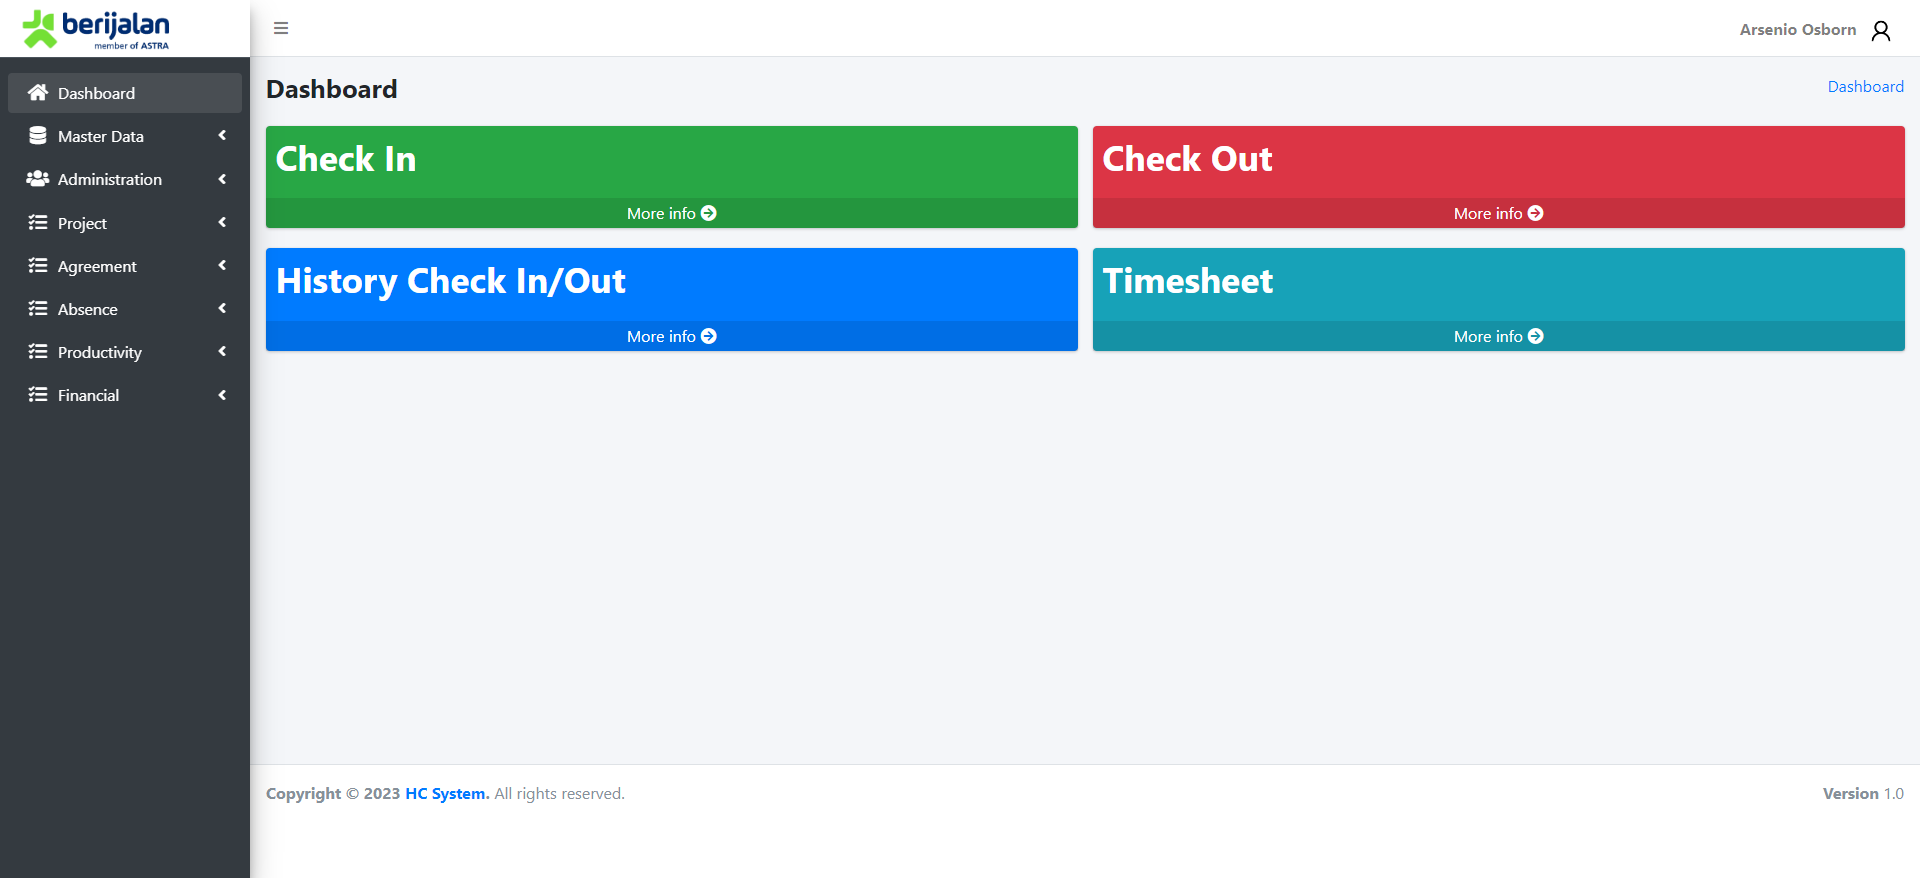 berijalan
member of ASTRA
Arsenio Osborn
Dashboard
Master Data
Administration
Project
Agreement
Absence
Productivity
Financial
Dashboard
Dashboard
Check In
More info
Check Out
More info
History Check In/Out
More info
Timesheet
More info
Copyright © 2023 HC System. All rights reserved.
Version 1.0